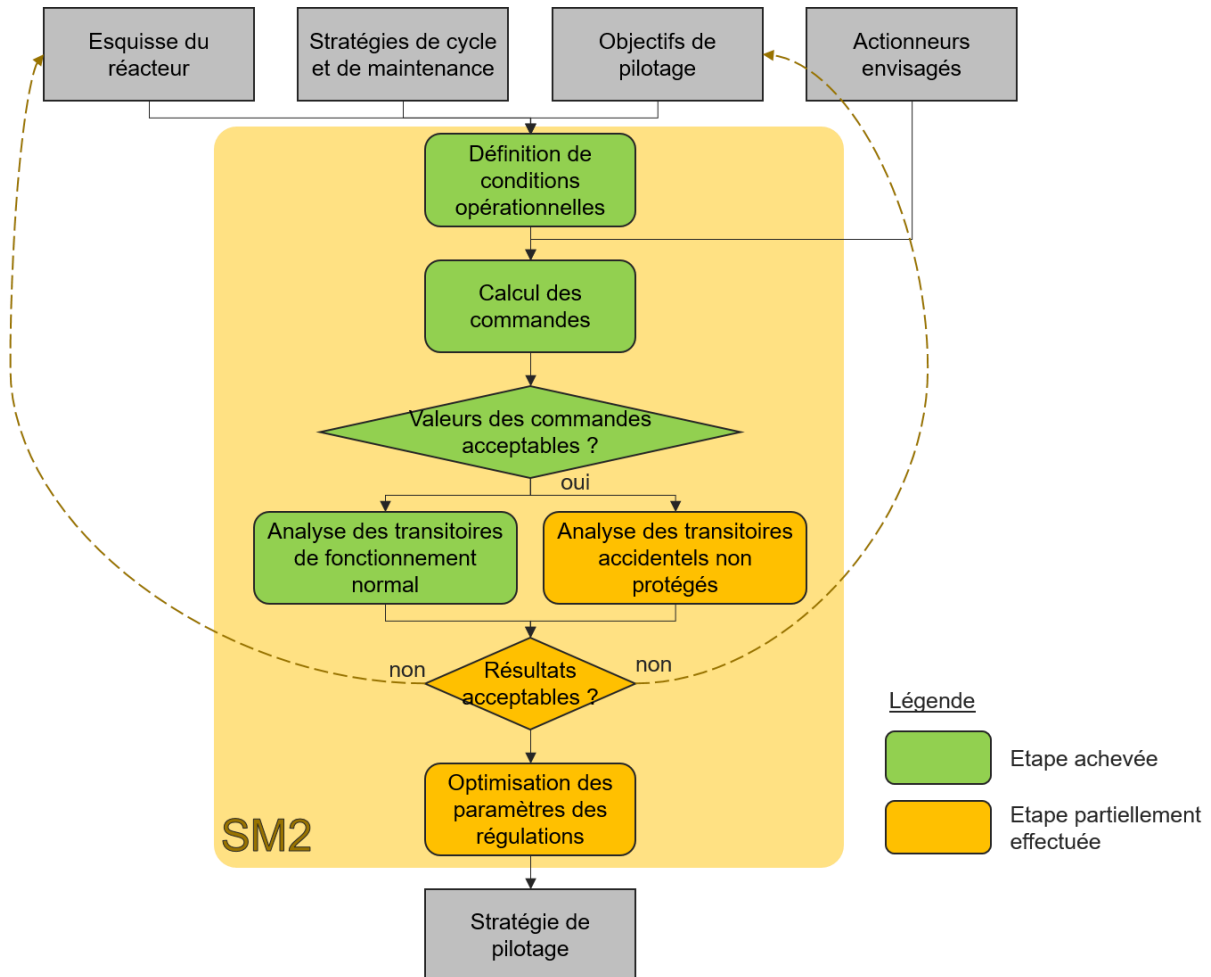 Esquisse du
réacteur
Stratégies de cycle
et de maintenance
Objectifs de
pilotage
Actionneurs
envisagés
Définition de
conditions
opérationnelles
Calcul des
commandes
Valeurs des commandes
acceptables ?
oui
Analyse des transitoires
de fonctionnement
normal
Analyse des transitoires
accidentels non
protégés
non
Résultats
acceptables ?
non
Optimisation des
paramètres des
régulations
SM2
Stratégie de
pilotage
Légende
Etape achevée
Etape partiellement
effectuée